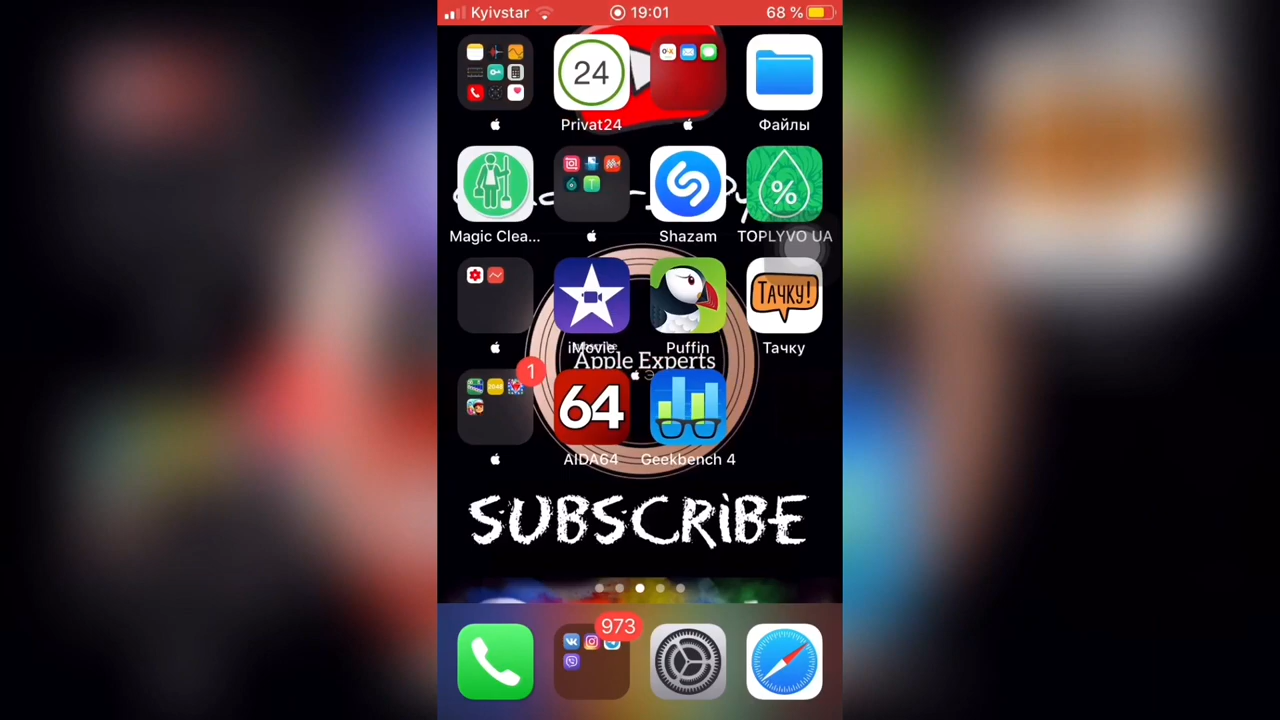 Kyivstar 19:01 68 %
24
Privat24 Файлы
%
Magic Clea... Shazam TOPLYVO UA
ТАЧКУ!
iMovie Puffin Тачку
Apple Experts
1
64
AIDA64 Geekbench 4
SUBSCRIBE
973